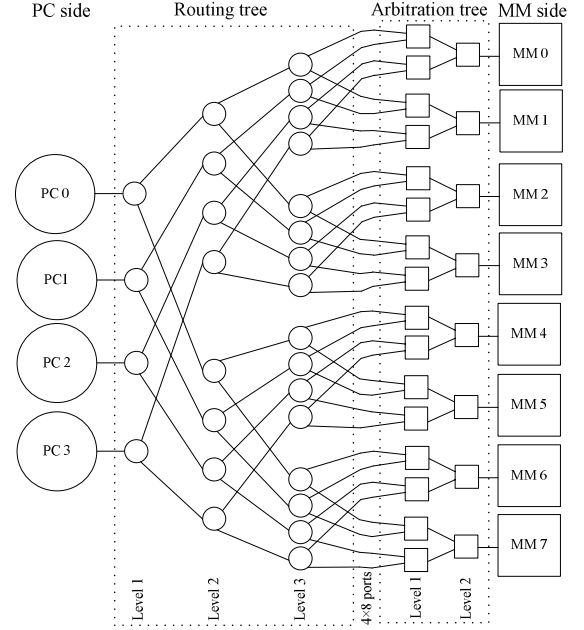 PC side Routing tree Arbitration tree MM side
MM 0
MM 1
PC 0
MM 2
MM 3
PC1
MM 4
PC 2
MM 5
PC 3
MM 6
MM 7
Level 1
Level 2
Level 3
4×8 ports
Level 1
Level 2